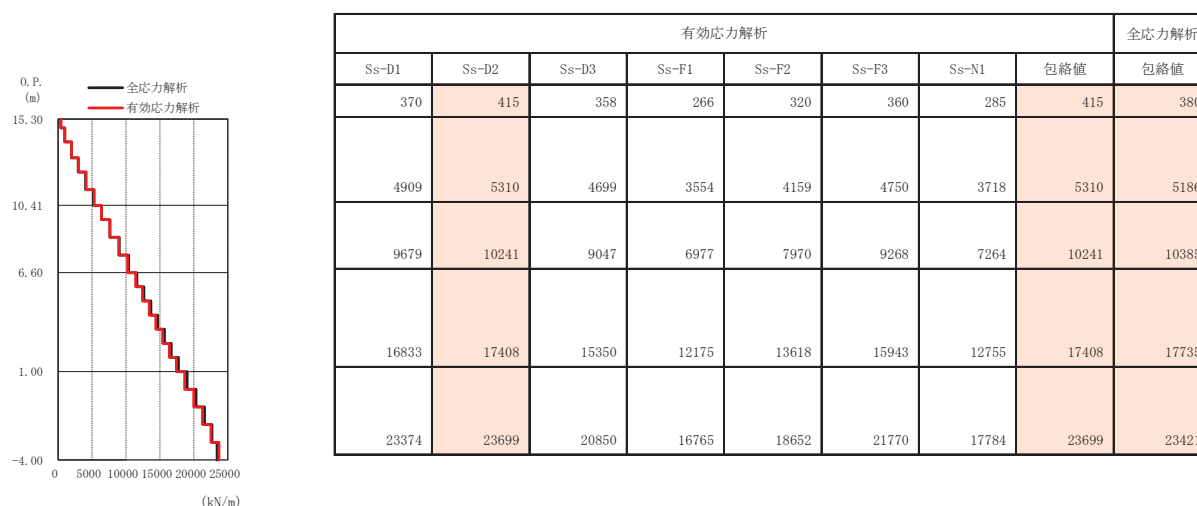 O.P.
(m)
全応力解析
有効応力解析
15.30
10.41
6.60
1.00
-4.00
0 5000 10000 15000 20000 25000
(kN/m)
有効応力解析 全応力解析
Ss-D1 Ss-D2 Ss-D3 Ss-F1 Ss-F2 Ss-F3 Ss-N1 包絡値 包絡値
370 415 358 266 320 360 285 415 380
4909 5310 4699 3554 4159 4750 3718 5310 5186
9679 10241 9047 6977 7970 9268 7264 10241 10385
16833 17408 15350 12175 13618 15943 12755 17408 17735
23374 23699 20850 16765 18652 21770 17784 23699 23421